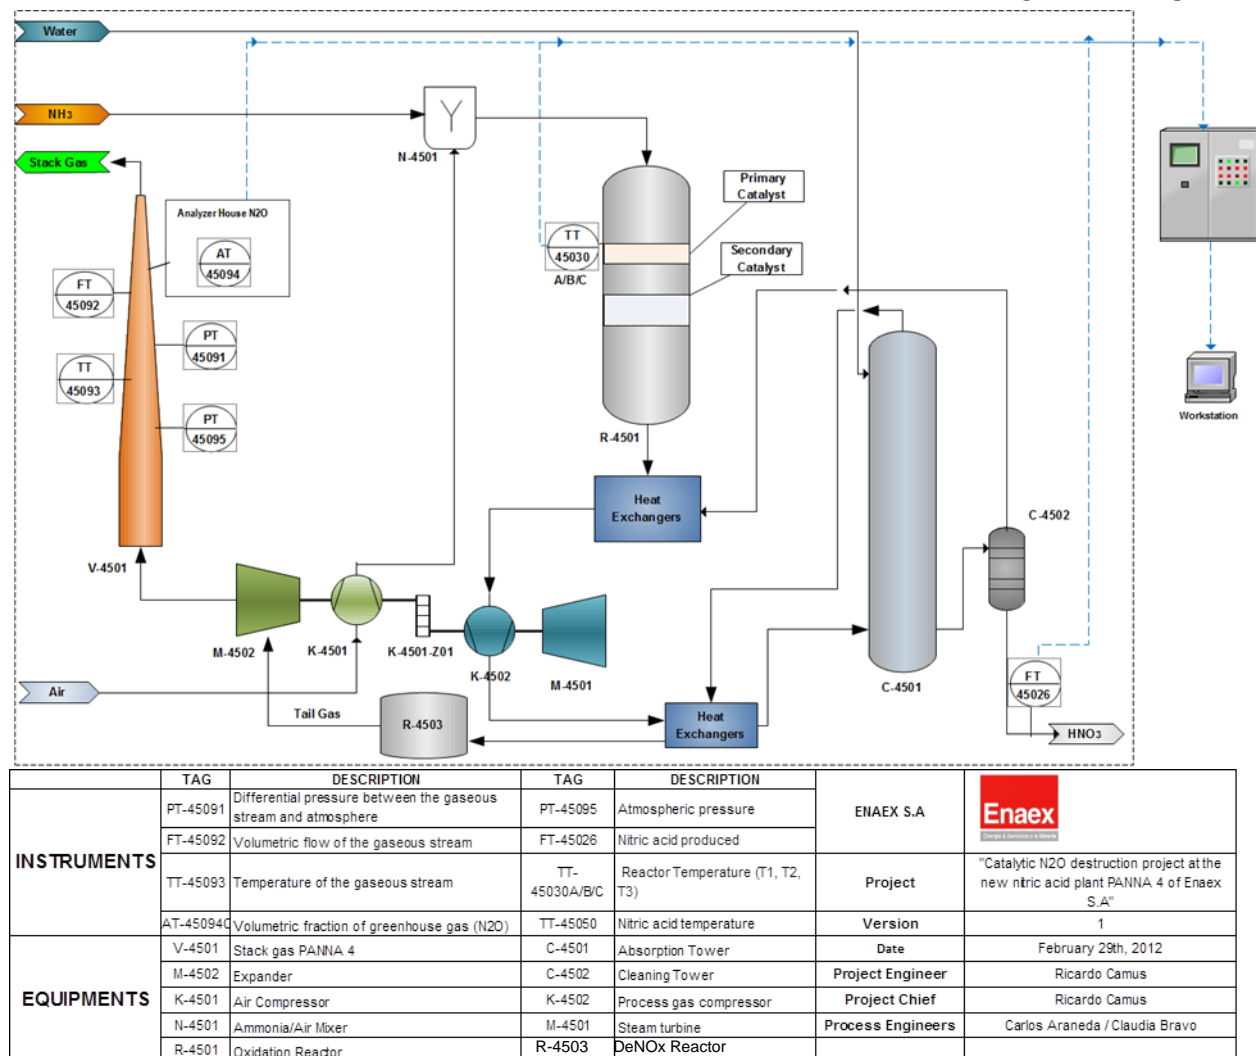 Water
NH3
N-4501
Stack Gas
Primary
Catalyst
Analyzer House N2O
AT
45094
TT
45030
A/B/C
Secondary
Catalyst
FT
45092
PT
45091
TT
45093
PT
45095
Workstation
R-4501
Heat
Exchangers
C-4502
V-4501
M-4502
K-4501
K-4501-Z01
K-4502
M-4501
C-4501
FT
45026
Air
Tail Gas
R-4503
Heat
Exchangers
HNO3
TAG DESCRIPTION TAG DESCRIPTION
INSTRUMENTS
PT-45091 Differential pressure between the gaseous
stream and atmosphere
PT-45095 Atmospheric pressure
ENAEX S.A
Enaex
FT-45092 Volumetric flow of the gaseous stream FT-45026 Nitric acid produced
TT-45093 Temperature of the gaseous stream
TT-
45030A/B/C
Reactor Temperature (T1, T2,
T3)
Project
"Catalytic N2O destruction project at the
new nitric acid plant PANNA 4 of Enaex
S.A"
AT-45094C Volumetric fraction of greenhouse gas (N2O) TT-45050 Nitric acid temperature Version 1
EQUIPMENTS
V-4501 Stack gas PANNA 4 C-4501 Absorption Tower Date February 29th, 2012
M-4502 Expander C-4502 Cleaning Tower Project Engineer Ricardo Camus
K-4501 Air Compressor K-4502 Process gas compressor Project Chief Ricardo Camus
N-4501 Ammonia/Air Mixer M-4501 Steam turbine Process Engineers Carlos Araneda / Claudia Bravo
R-4501 Oxidation Reactor R-4503 DeNOx Reactor